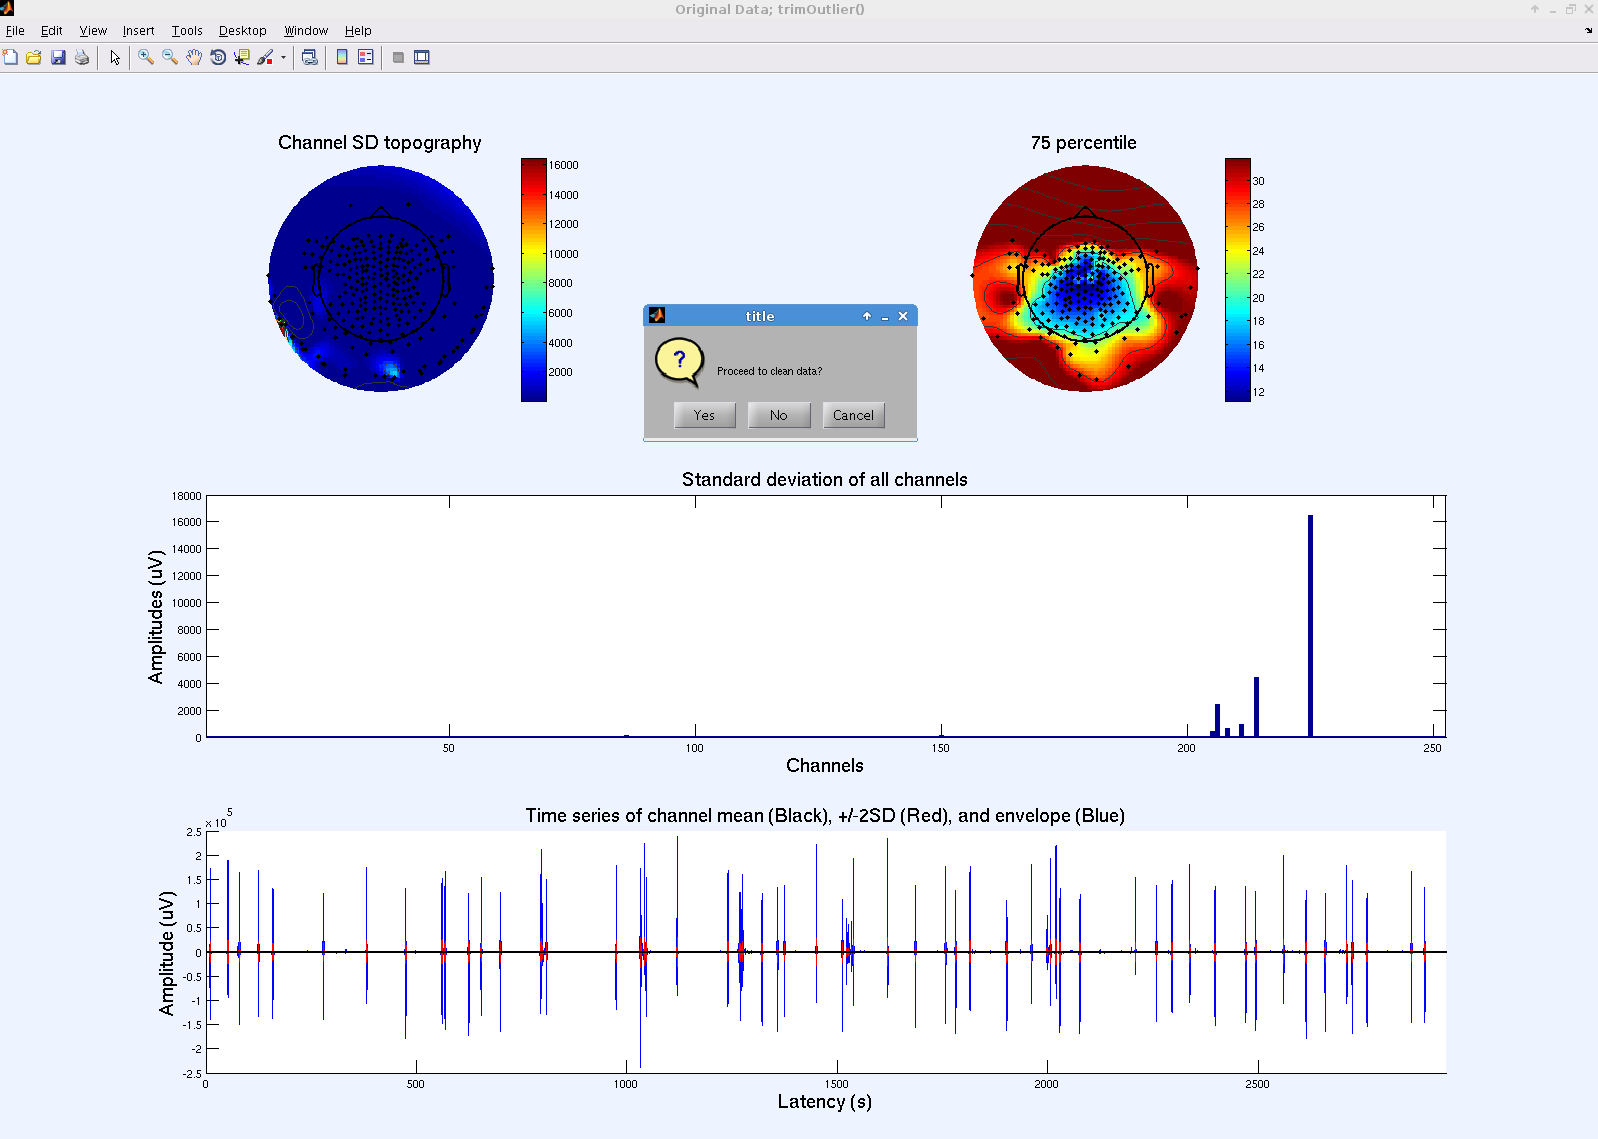 Original Data; trimOutlier()
File Edit View Insert Tools Desktop Window Help
Channel SD topography
16000
14000
12000
10000
8000
6000
4000
2000
75 percentile
30
28
26
24
22
20
18
16
14
12
title
?
Proceed to clean data?
Yes No Cancel
Standard deviation of all channels
Amplitudes (uV)
18000
16000
14000
12000
10000
8000
6000
4000
2000
0
50 100 150 200 250
Channels
Time series of channel mean (Black), +/-2SD (Red), and envelope (Blue)
x 10^5
Amplitude (uV)
2.5
2
1.5
1
0.5
0
-0.5
-1
-1.5
-2
-2.5
0 500 1000 1500 2000 2500
Latency (s)